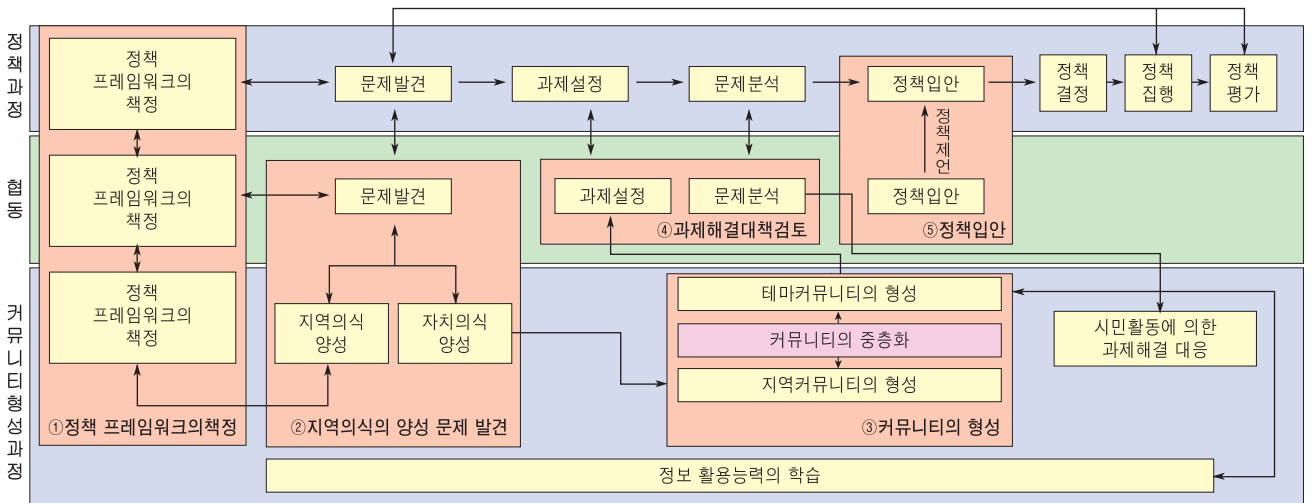 정책과정
정책
프레임워크의
책정
문제발견
과제설정
문제분석
정책입안
정책
결정
정책
집행
정책
평가
정책제언
협동
정책
프레임워크의
책정
문제발견
과제설정
문제분석
④과제해결대책검토
정책입안
⑤정책입안
커뮤니티형성과정
정책
프레임워크의
책정
①정책 프레임워크의책정
지역의식
양성
자치의식
양성
②지역의식의 양성 문제 발견
테마커뮤니티의 형성
커뮤니티의 중층화
지역커뮤니티의 형성
③커뮤니티의 형성
시민활동에 의한
과제해결 대응
정보 활용능력의 학습